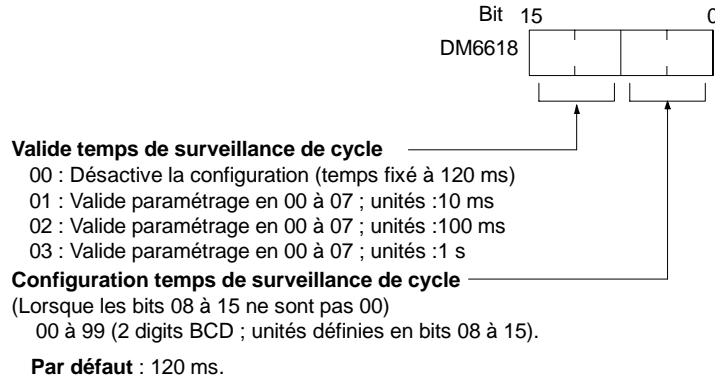 Bit 15 0
DM6618
Valide temps de surveillance de cycle
00 : Désactive la configuration (temps fixé à 120 ms)
01 : Valide paramétrage en 00 à 07 ; unités :10 ms
02 : Valide paramétrage en 00 à 07 ; unités :100 ms
03 : Valide paramétrage en 00 à 07 ; unités :1 s
Configuration temps de surveillance de cycle
(Lorsque les bits 08 à 15 ne sont pas 00)
00 à 99 (2 digits BCD ; unités définies en bits 08 à 15).
Par défaut : 120 ms.